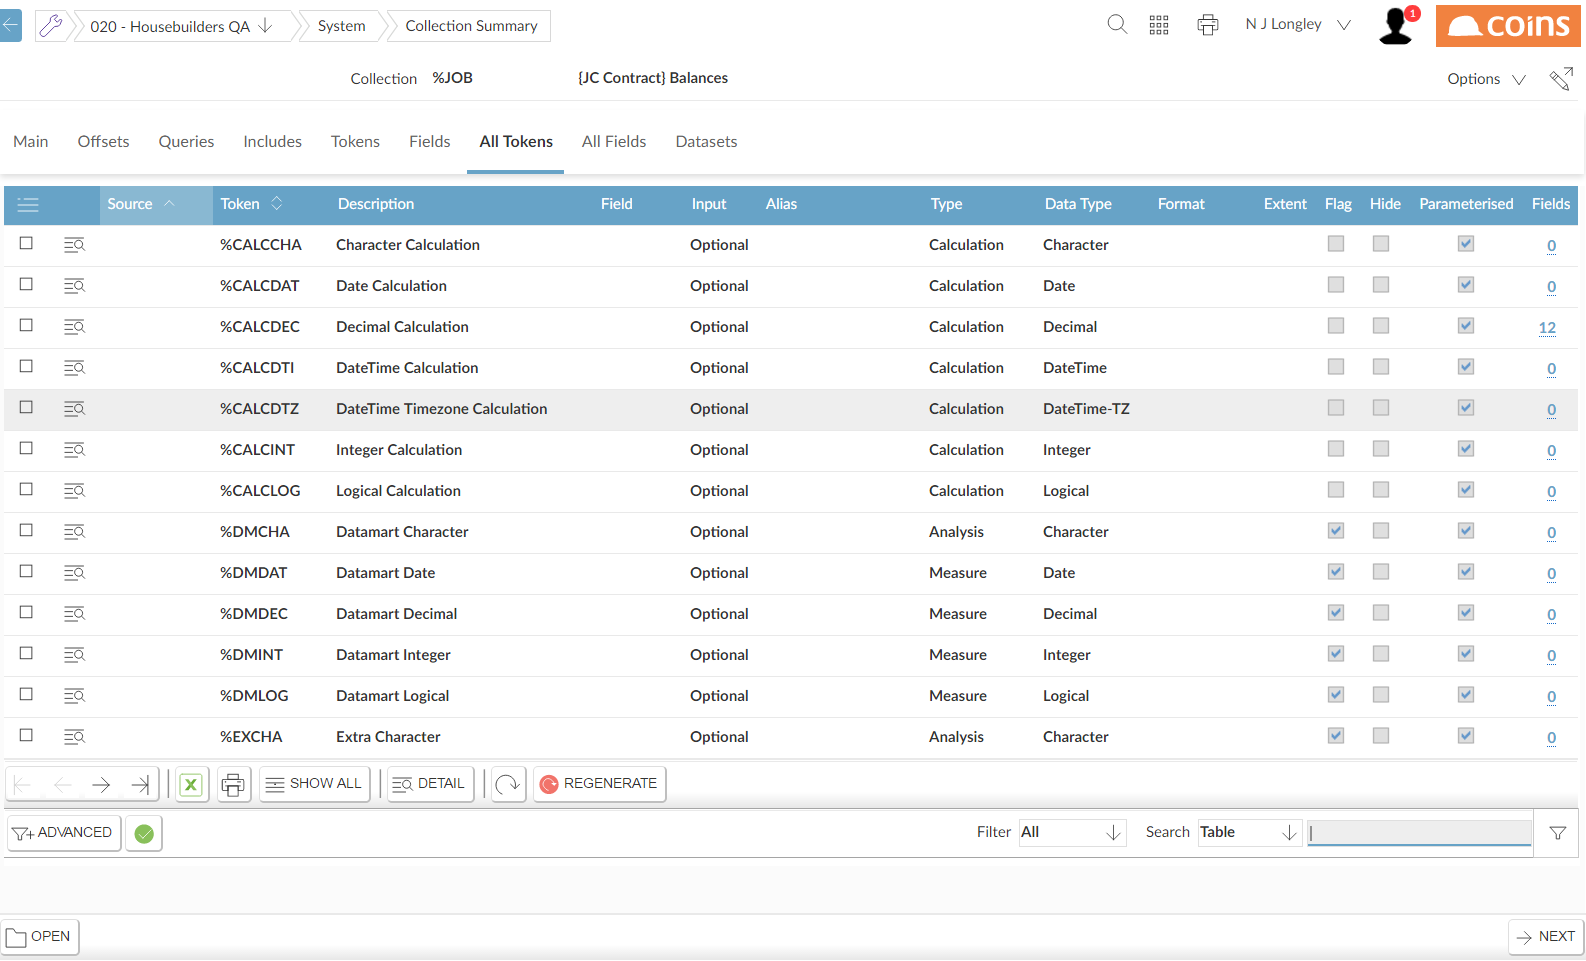 020 - Housebuilders QA
System
Collection Summary
N J Longley
1
coins
Collection %JOB {JC Contract} Balances
Options
Main Offsets Queries Includes Tokens Fields All Tokens All Fields Datasets
Source Token Description Field Input Alias Type Data Type Format Extent Flag Hide Parameterised Fields
%CALCCHA Character Calculation Optional Calculation Character 0
%CALCDAT Date Calculation Optional Calculation Date 0
%CALCDEC Decimal Calculation Optional Calculation Decimal 12
%CALCDTI DateTime Calculation Optional Calculation DateTime 0
%CALCDTZ DateTime Timezone Calculation Optional Calculation DateTime-TZ 0
%CALCINT Integer Calculation Optional Calculation Integer 0
%CALCLOG Logical Calculation Optional Calculation Logical 0
%DMCHA Datamart Character Optional Analysis Character 0
%DMDAT Datamart Date Optional Measure Date 0
%DMDEC Datamart Decimal Optional Measure Decimal 0
%DMINT Datamart Integer Optional Measure Integer 0
%DMLOG Datamart Logical Optional Measure Logical 0
%EXCHA Extra Character Optional Analysis Character 0
X SHOW ALL DETAIL REGENERATE
ADVANCED Filter All Search Table
OPEN NEXT